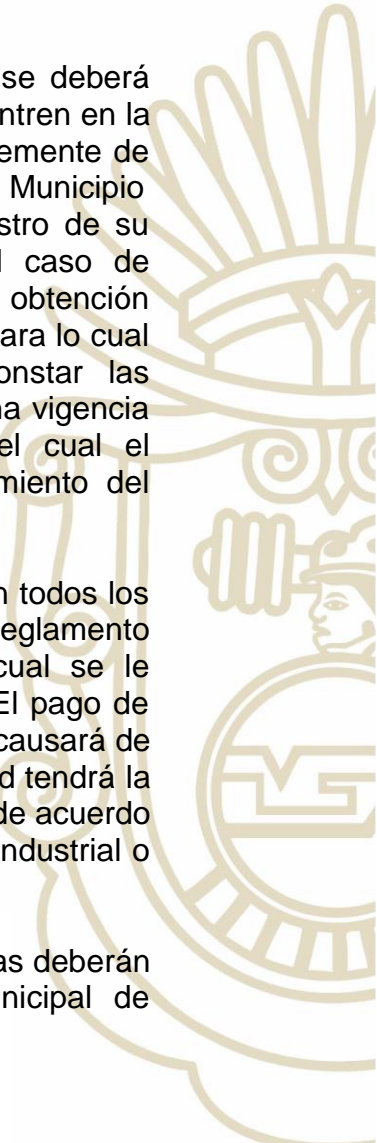 se deberá
entren en la
emente de
Municipio
stro de su
caso de
obtención
ara lo cual
onstar las
na vigencia
el cual el
miento del
n todos los
eglamento
cual se le
El pago de
causará de
d tendrá la
de acuerdo
ndustrial o
as deberán
nicipal de